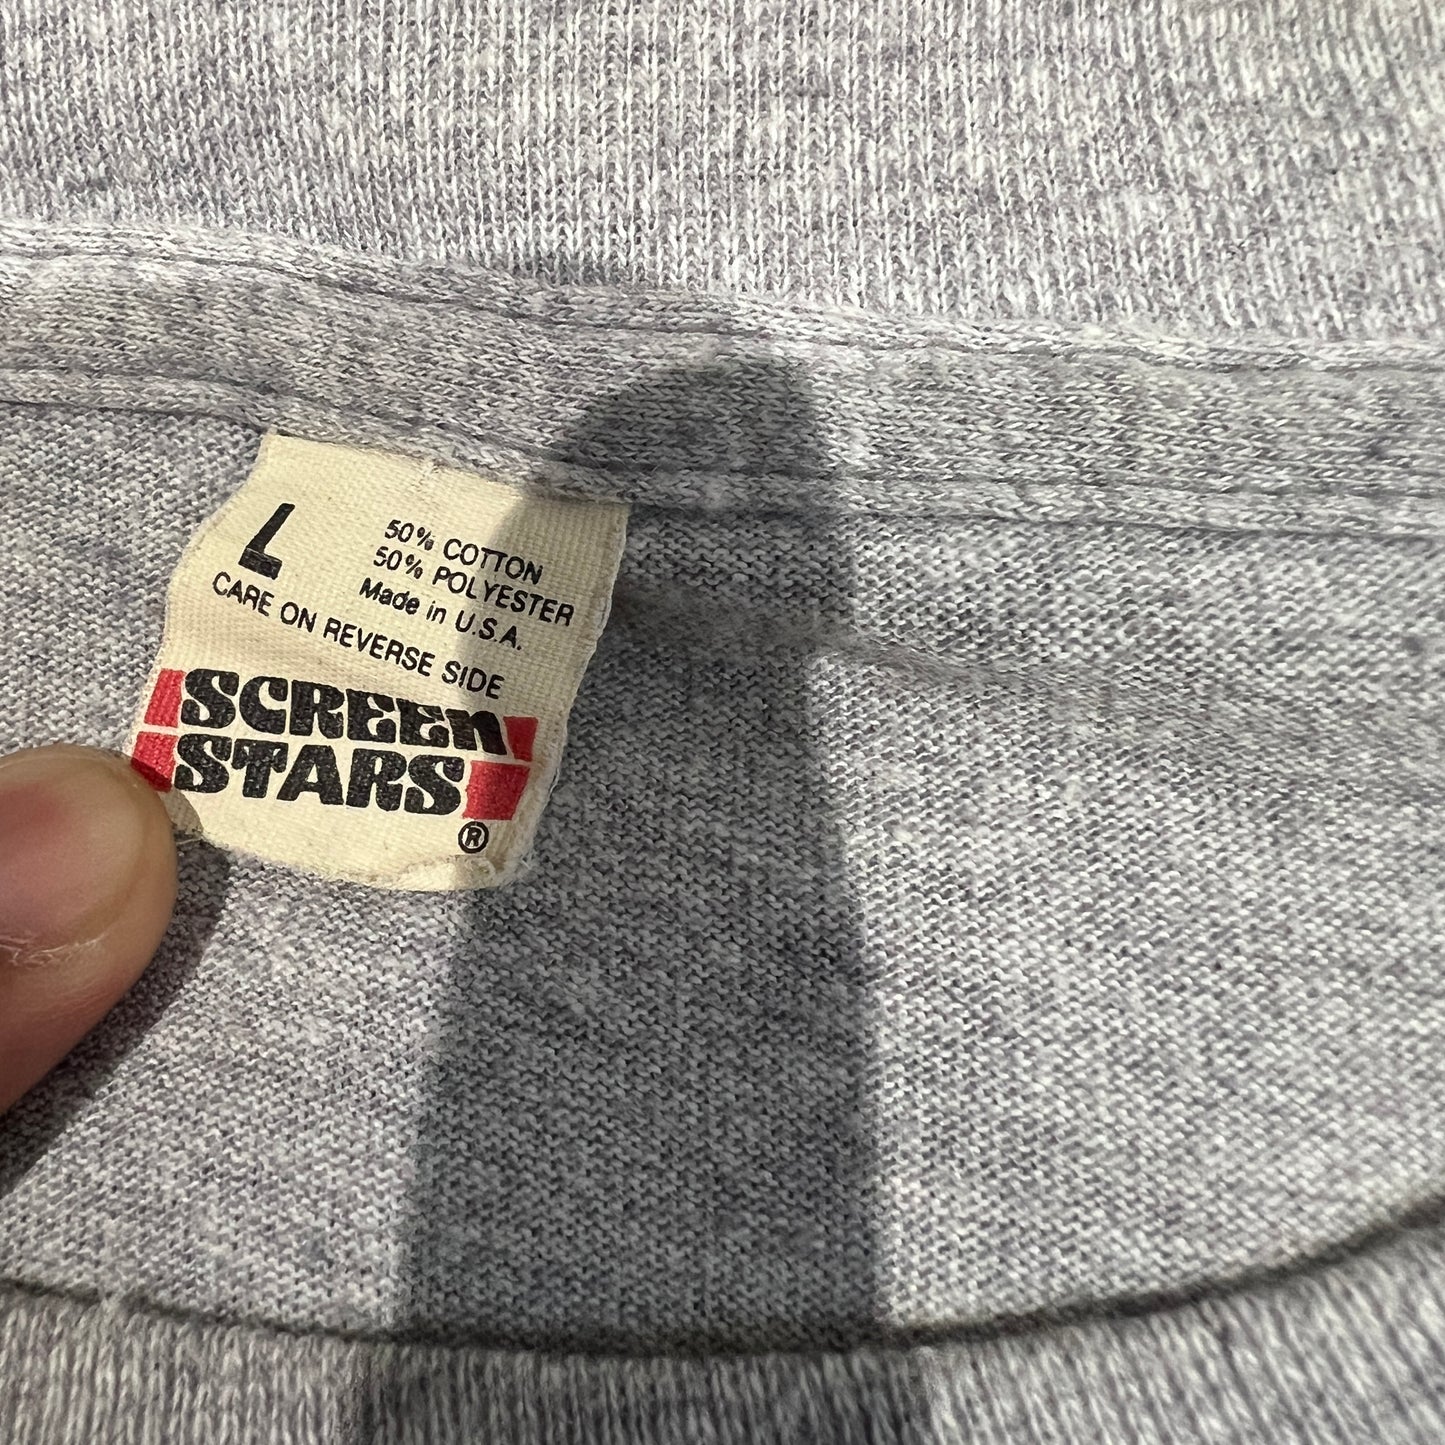 L
50% COTTON
50% POLYESTER
Made in U.S.A.
CARE ON REVERSE SIDE
SCREEN
STARS
®